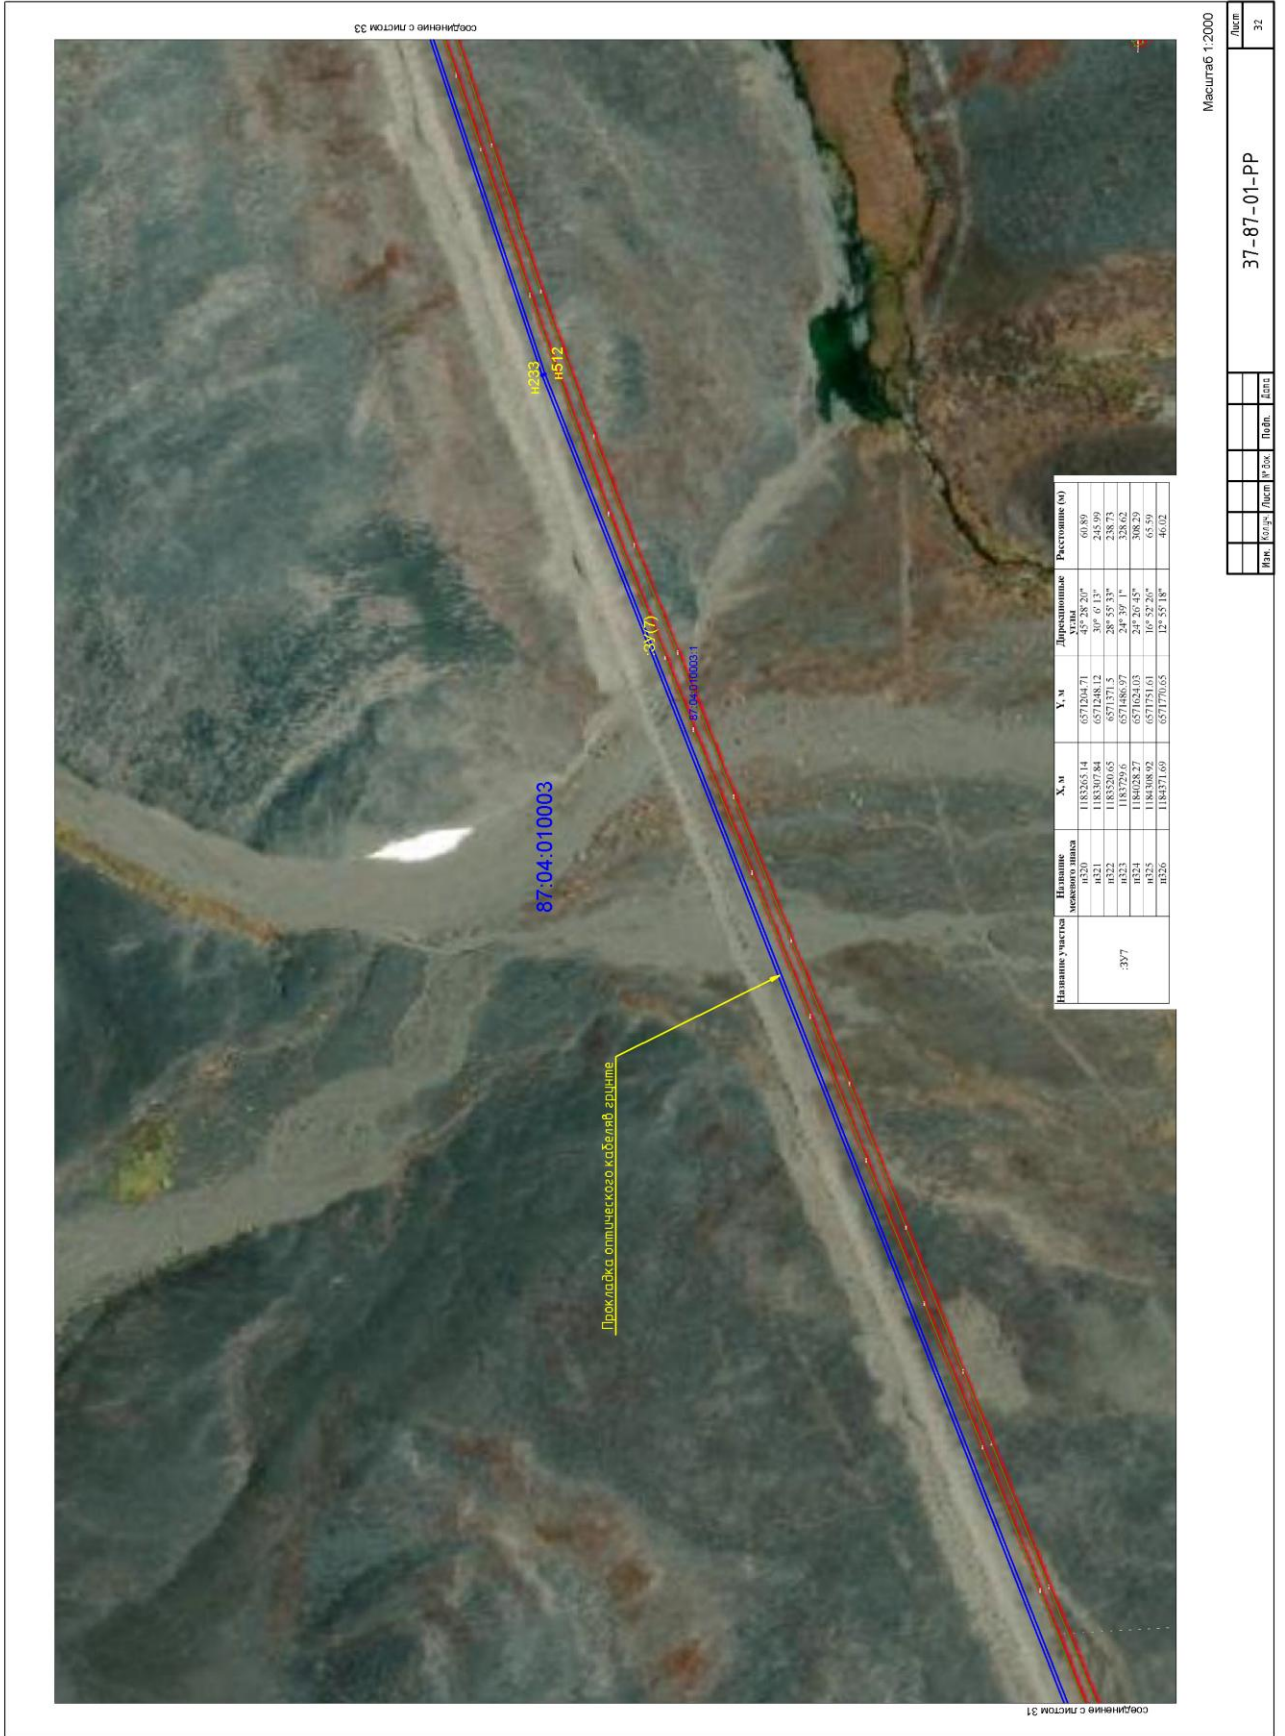 соединение с листом 33
н233
н512
:ЗУ(7)
87:04:010003:1
87:04:010003
Прокладка оптического кабеляв грунте
Название участка Название межевого знака X, м Y, м Дирекционные углы Расстояние (м)
:ЗУ7
н320 1183265.14 6571204.71 45° 28' 20" 60.89
н321 1183307.84 6571248.12 30° 6' 13" 245.99
н322 1183520.65 6571371.5 28° 55' 33" 238.73
н323 1183729.6 6571486.97 24° 39' 1" 328.62
н324 1184028.27 6571624.03 24° 26' 45" 308.29
н325 1184308.92 6571751.61 16° 52' 26" 65.59
н326 1184371.69 6571770.65 12° 55' 18" 46.02
соединение с листом 31
Масштаб 1:2000
Изм. Кол.уч. Лист № док. Подп. Дата
37-87-01-РР
Лист
32